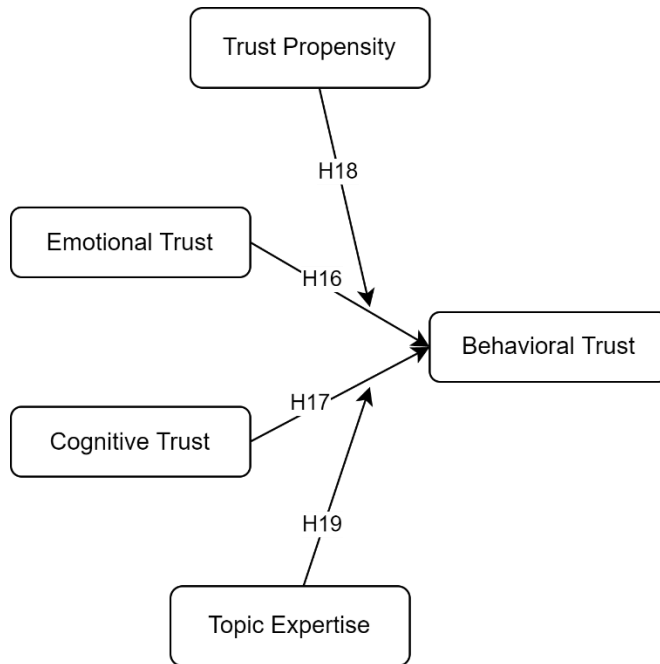 Trust Propensity
H18
Emotional Trust
H16
Behavioral Trust
H17
Cognitive Trust
H19
Topic Expertise